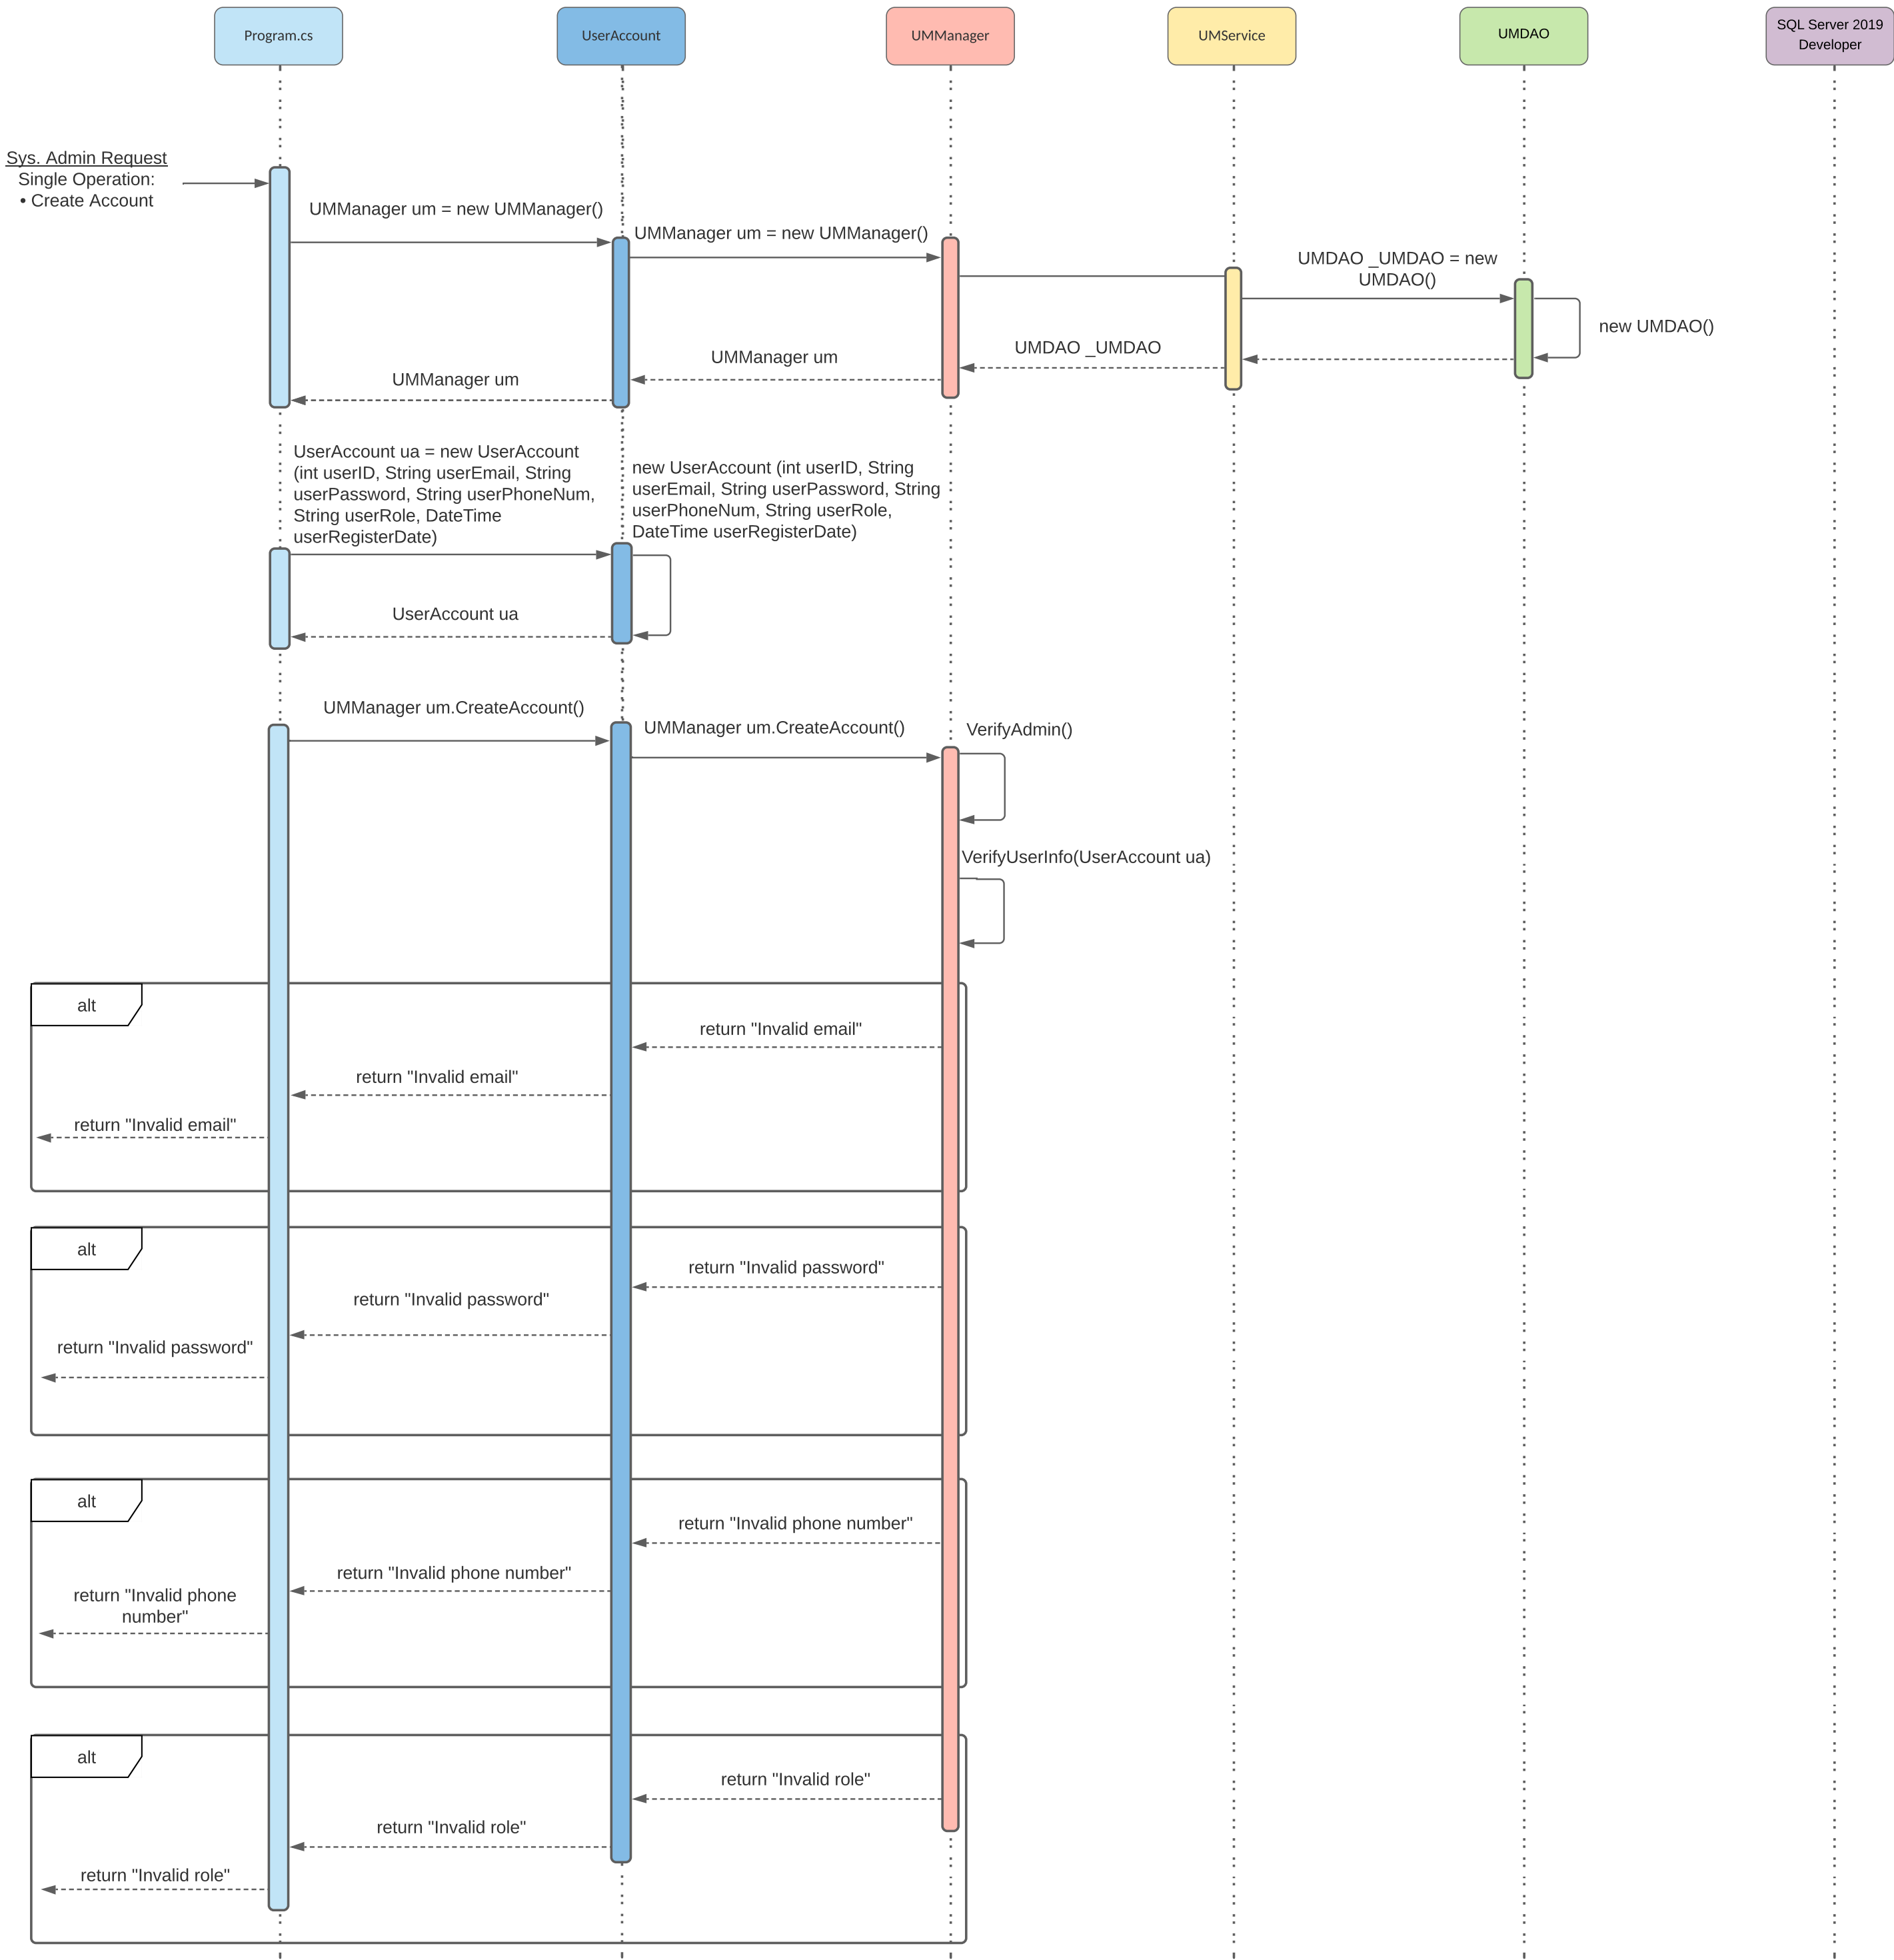 Program.cs
UserAccount
UMManager
UMService
UMDAO
SQL Server 2019
Developer
Sys. Admin Request
Single Operation:
• Create Account
UMManager um = new UMManager()
UMManager um = new UMManager()
UMDAO _UMDAO = new
UMDAO()
new UMDAO()
UMDAO _UMDAO
UMManager um
UMManager um
UserAccount ua = new UserAccount
(int userID, String userEmail, String
userPassword, String userPhoneNum,
String userRole, DateTime
userRegisterDate)
new UserAccount (int userID, String
userEmail, String userPassword, String
userPhoneNum, String userRole,
DateTime userRegisterDate)
UserAccount ua
UMManager um.CreateAccount()
UMManager um.CreateAccount()
VerifyAdmin()
VerifyUserInfo(UserAccount ua)
alt
return "Invalid email"
return "Invalid email"
return "Invalid email"
alt
return "Invalid password"
return "Invalid password"
return "Invalid password"
alt
return "Invalid phone number"
return "Invalid phone number"
return "Invalid phone
number"
alt
return "Invalid role"
return "Invalid role"
return "Invalid role"